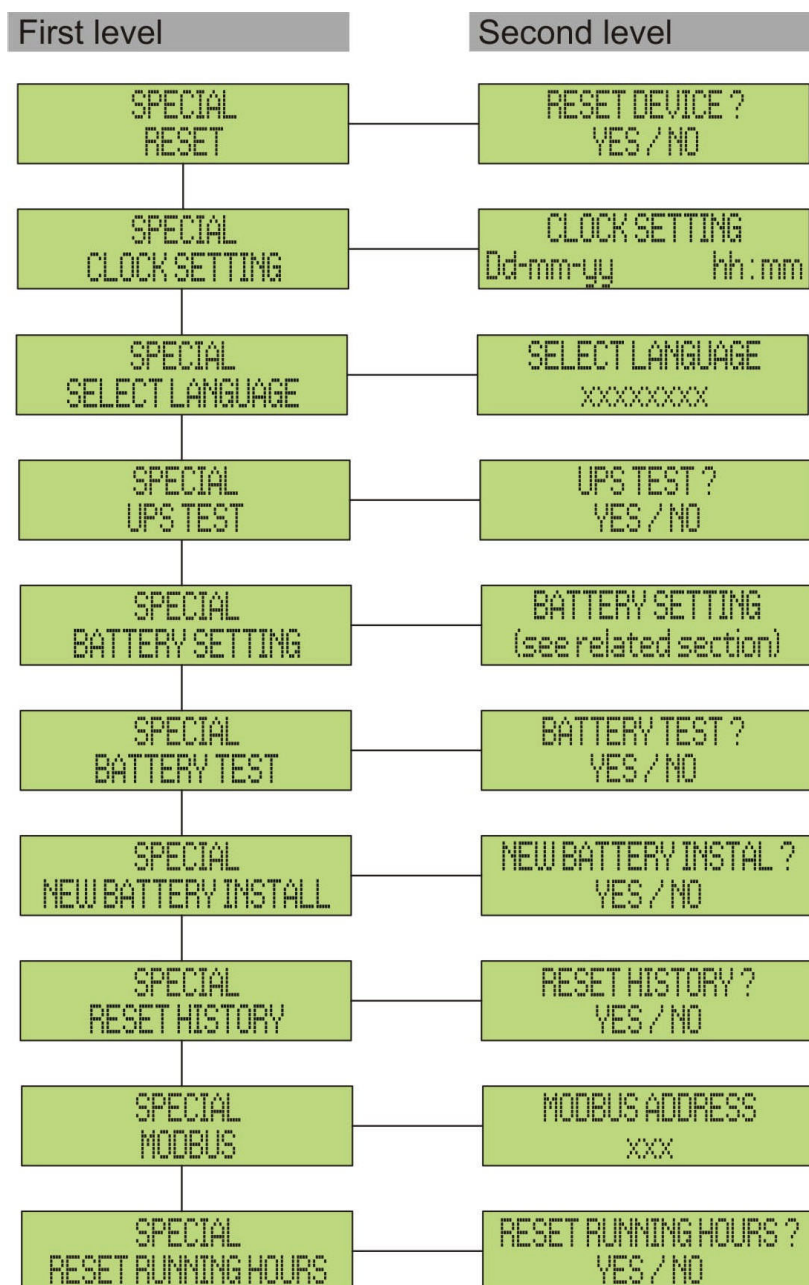 First level
Second level
SPECIAL
RESET
RESET DEVICE ?
YES / NO
SPECIAL
CLOCK SETTING
CLOCK SETTING
Dd-mm-yy hh:mm
SPECIAL
SELECT LANGUAGE
SELECT LANGUAGE
xxxxxxxxx
SPECIAL
UPS TEST
UPS TEST ?
YES / NO
SPECIAL
BATTERY SETTING
BATTERY SETTING
(see related section)
SPECIAL
BATTERY TEST
BATTERY TEST ?
YES / NO
SPECIAL
NEW BATTERY INSTALL
NEW BATTERY INSTAL ?
YES / NO
SPECIAL
RESET HISTORY
RESET HISTORY ?
YES / NO
SPECIAL
MODBUS
MODBUS ADDRESS
xxx
SPECIAL
RESET RUNNING HOURS
RESET RUNNING HOURS ?
YES / NO